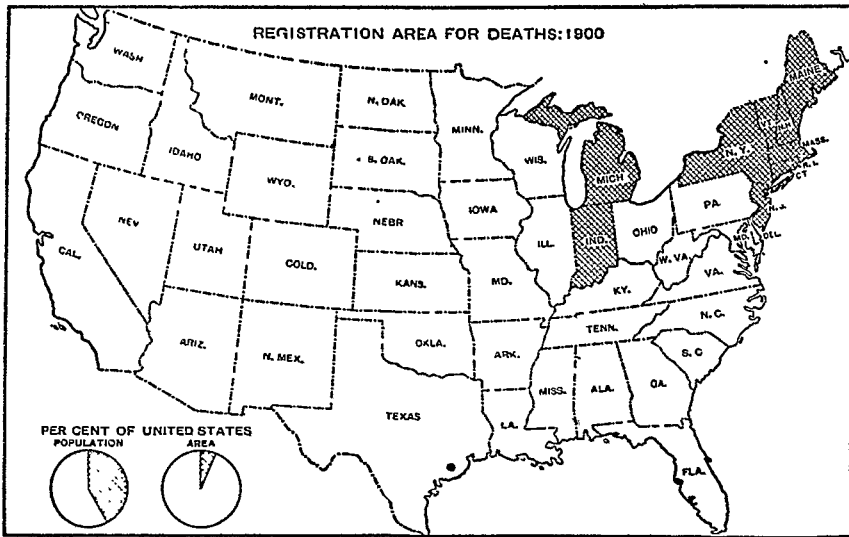 REGISTRATION AREA FOR DEATHS:1900
WASH
OREGON
IDAHO
MONT.
N. DAK.
S. DAK.
WYO.
NEBR
NEV
UTAH
COLO.
KANS.
CAL.
ARIZ.
N. MEX.
OKLA.
TEXAS
MINN.
IOWA
MO.
ARK.
LA.
WIS.
ILL.
MICH
IND.
OHIO
KY.
TENN.
MISS.
ALA.
GA.
FLA.
S. C
N. C.
VA.
W. VA.
MD.
DEL.
PA.
N. J.
N. Y.
CT.
R. I.
MASS.
VT.
N.H.
MAINE
PER CENT OF UNITED STATES
POPULATION
AREA